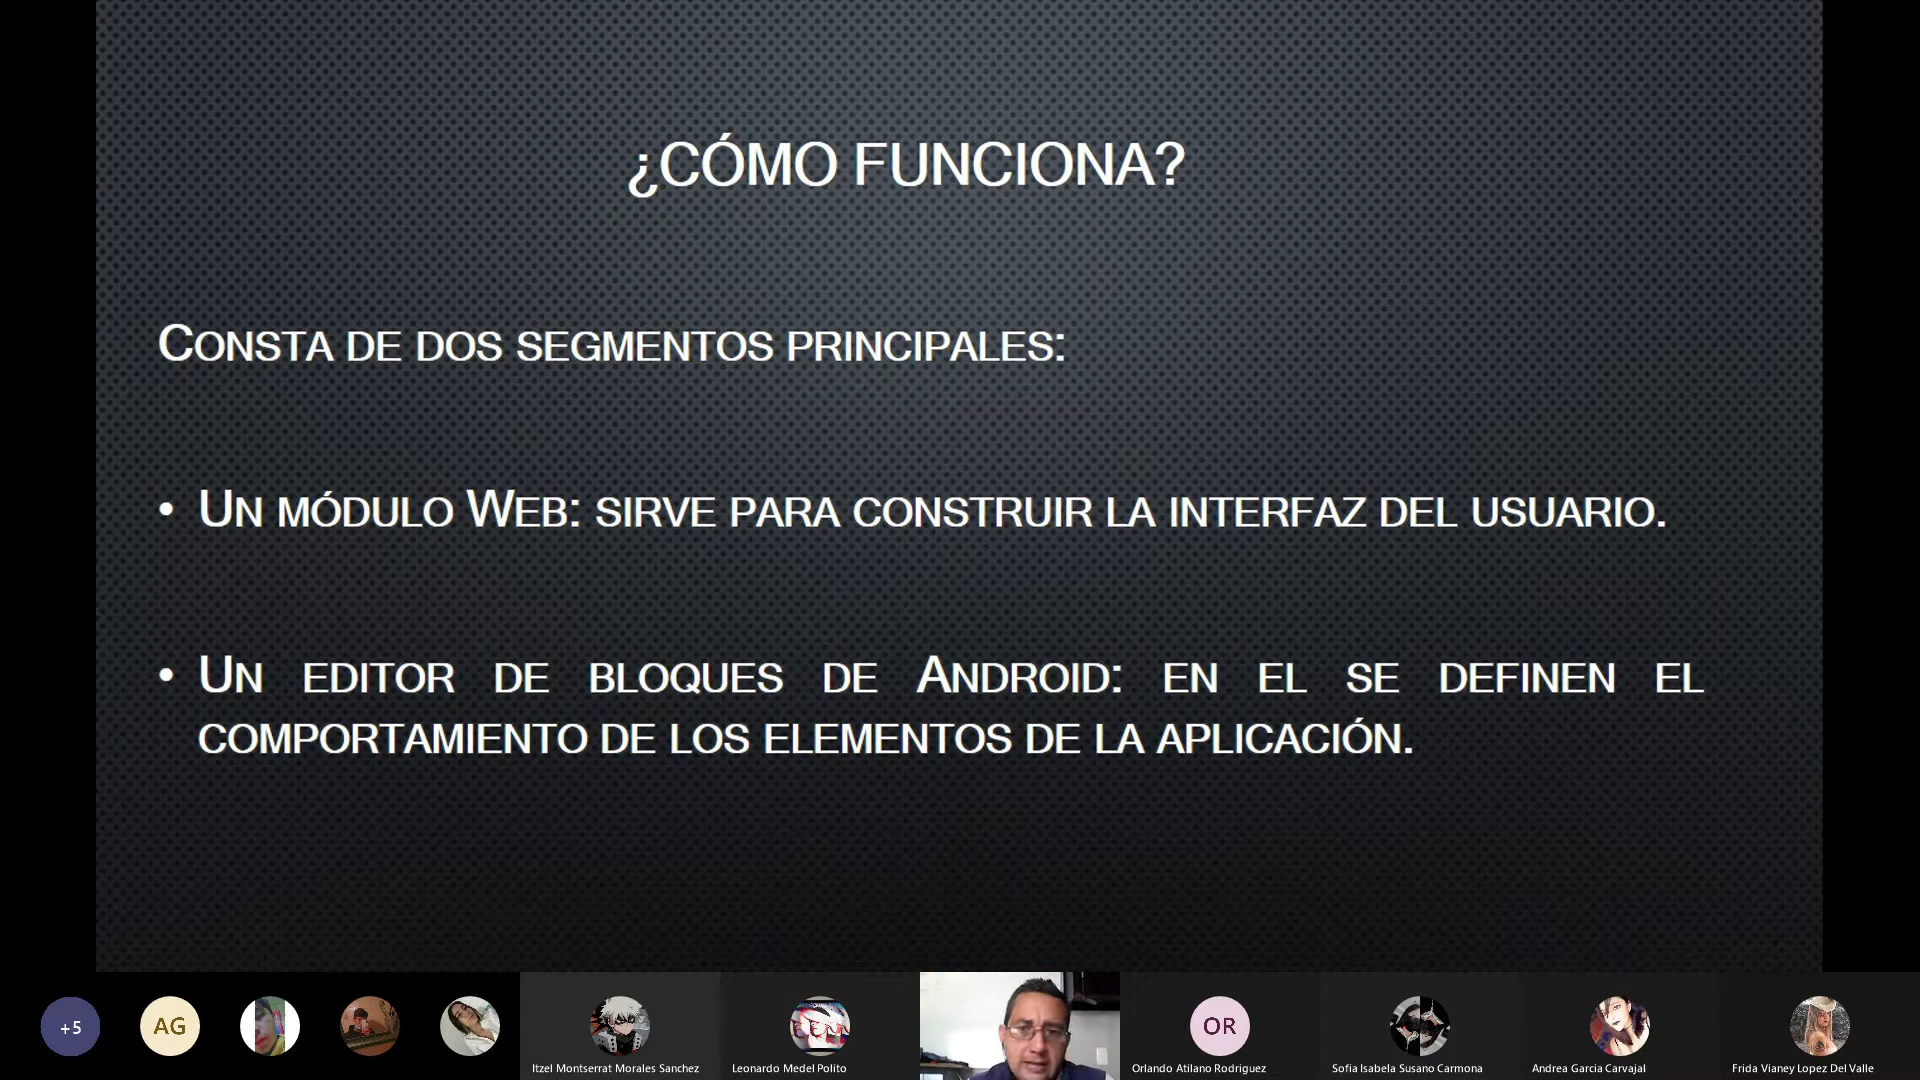 ¿CÓMO FUNCIONA?
CONSTA DE DOS SEGMENTOS PRINCIPALES:
• UN MÓDULO WEB: SIRVE PARA CONSTRUIR LA INTERFAZ DEL USUARIO.
• UN EDITOR DE BLOQUES DE ANDROID: EN EL SE DEFINEN EL
COMPORTAMIENTO DE LOS ELEMENTOS DE LA APLICACIÓN.
+5
AG
OR
Itzel Montserrat Morales Sanchez
Leonardo Medel Polito
Orlando Atilano Rodriguez
Sofia Isabela Susano Carmona
Andrea Garcia Carvajal
Frida Vianey Lopez Del Valle